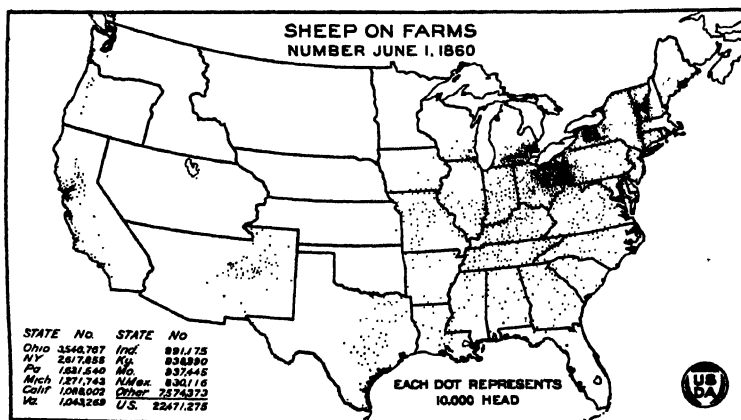 SHEEP ON FARMS
NUMBER JUNE 1, 1860
STATE No. STATE No
Ohio 3,546,767 Ind. 991,175
NY 2,617,855 Ky. 938,990
Pa 1,631,540 Mo. 937,445
Mich 1,271,743 N.Mex. 830,116
Calif 1,088,002 Other 7,574,373
Va. 1,043,269 U.S. 22,471,275
EACH DOT REPRESENTS
10,000 HEAD
US
DA